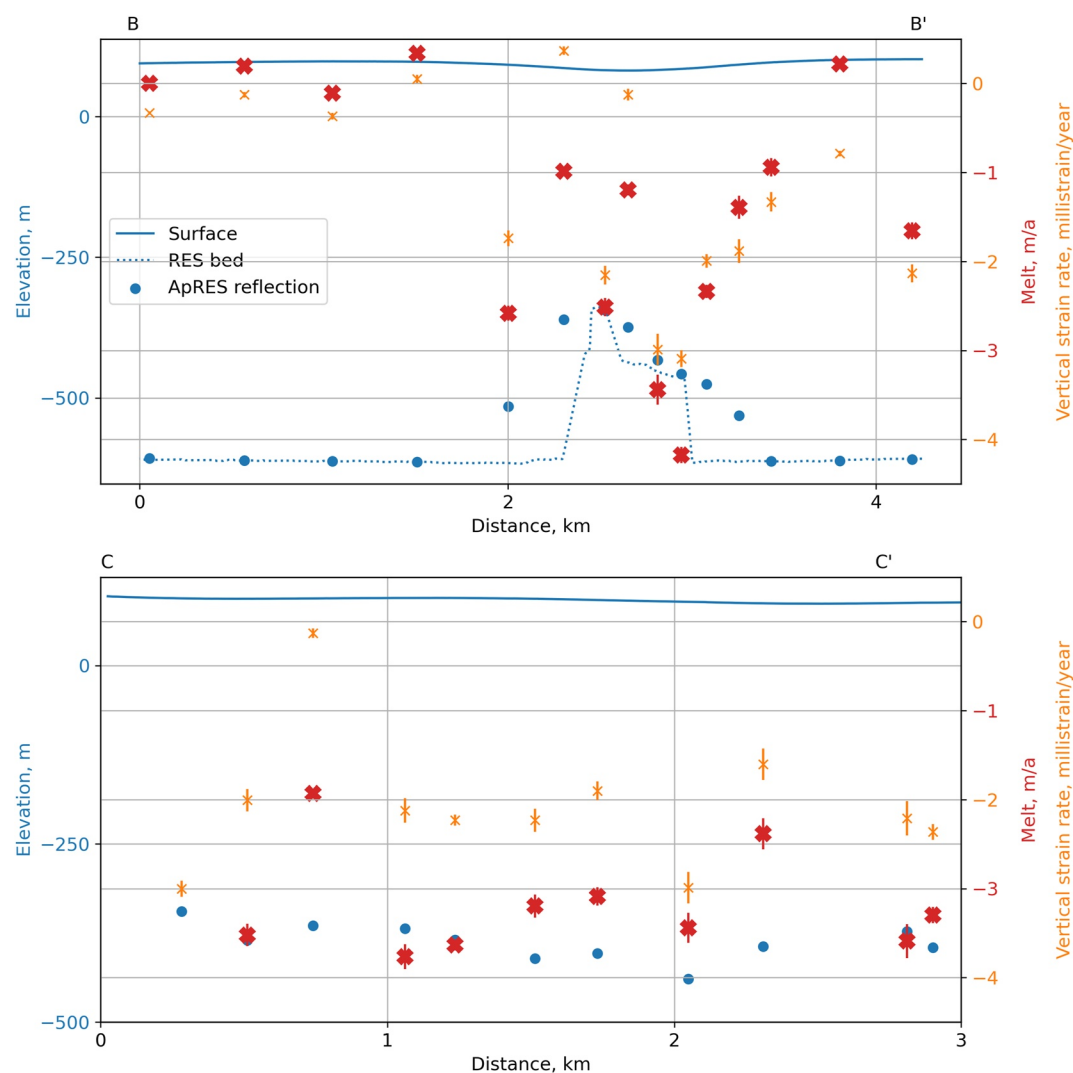 B B'
0
−1
−2
−3
−4
0
−250
−500
Elevation, m
Surface
RES bed
ApRES reflection
Melt, m/a
Vertical strain rate, millistrain/year
0 2 4
Distance, km
C C'
0
−1
−2
−3
−4
0
−250
−500
Elevation, m
Melt, m/a
Vertical strain rate, millistrain/year
0 1 2 3
Distance, km